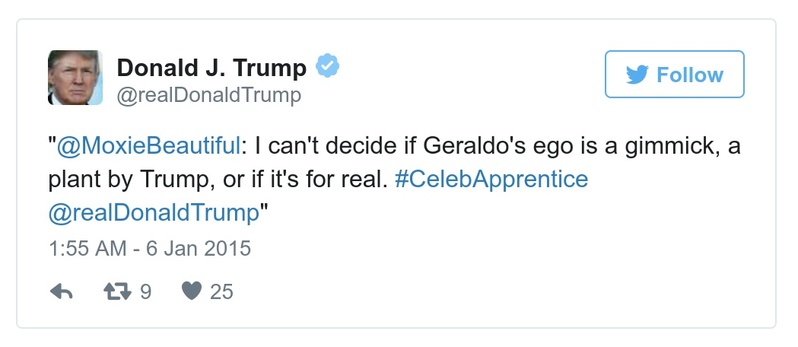 Donald J. Trump
@realDonaldTrump
Follow
"@MoxieBeautiful: I can't decide if Geraldo's ego is a gimmick, a
plant by Trump, or if it's for real. #CelebApprentice
@realDonaldTrump"
1:55 AM - 6 Jan 2015
9 25